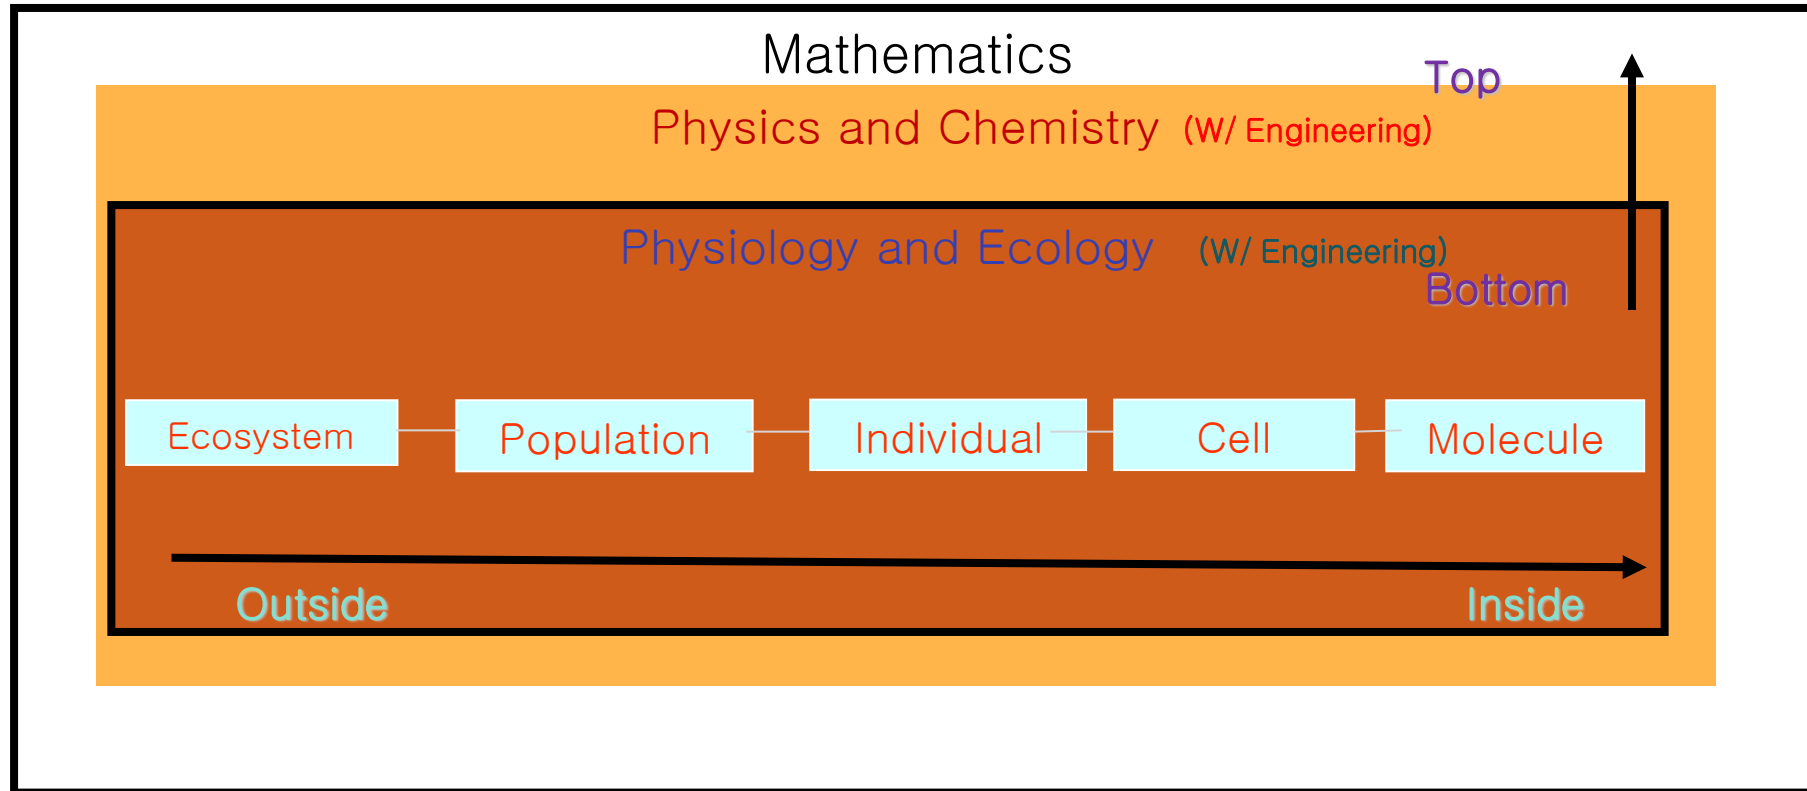 Mathematics
Top
Physics and Chemistry (W/ Engineering)
Physiology and Ecology (W/ Engineering)
Bottom
Ecosystem
Population
Individual
Cell
Molecule
Outside
Inside